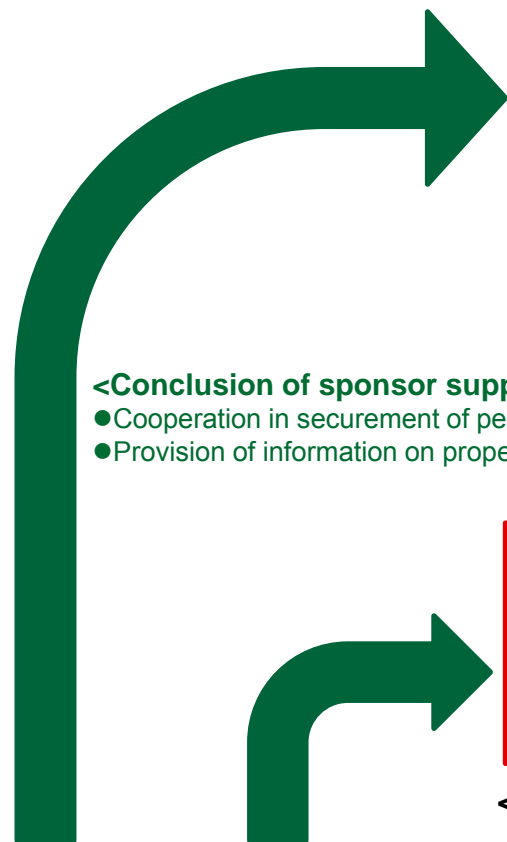 <Conclusion of sponsor supp
●Cooperation in securement of pe
●Provision of information on prope
<